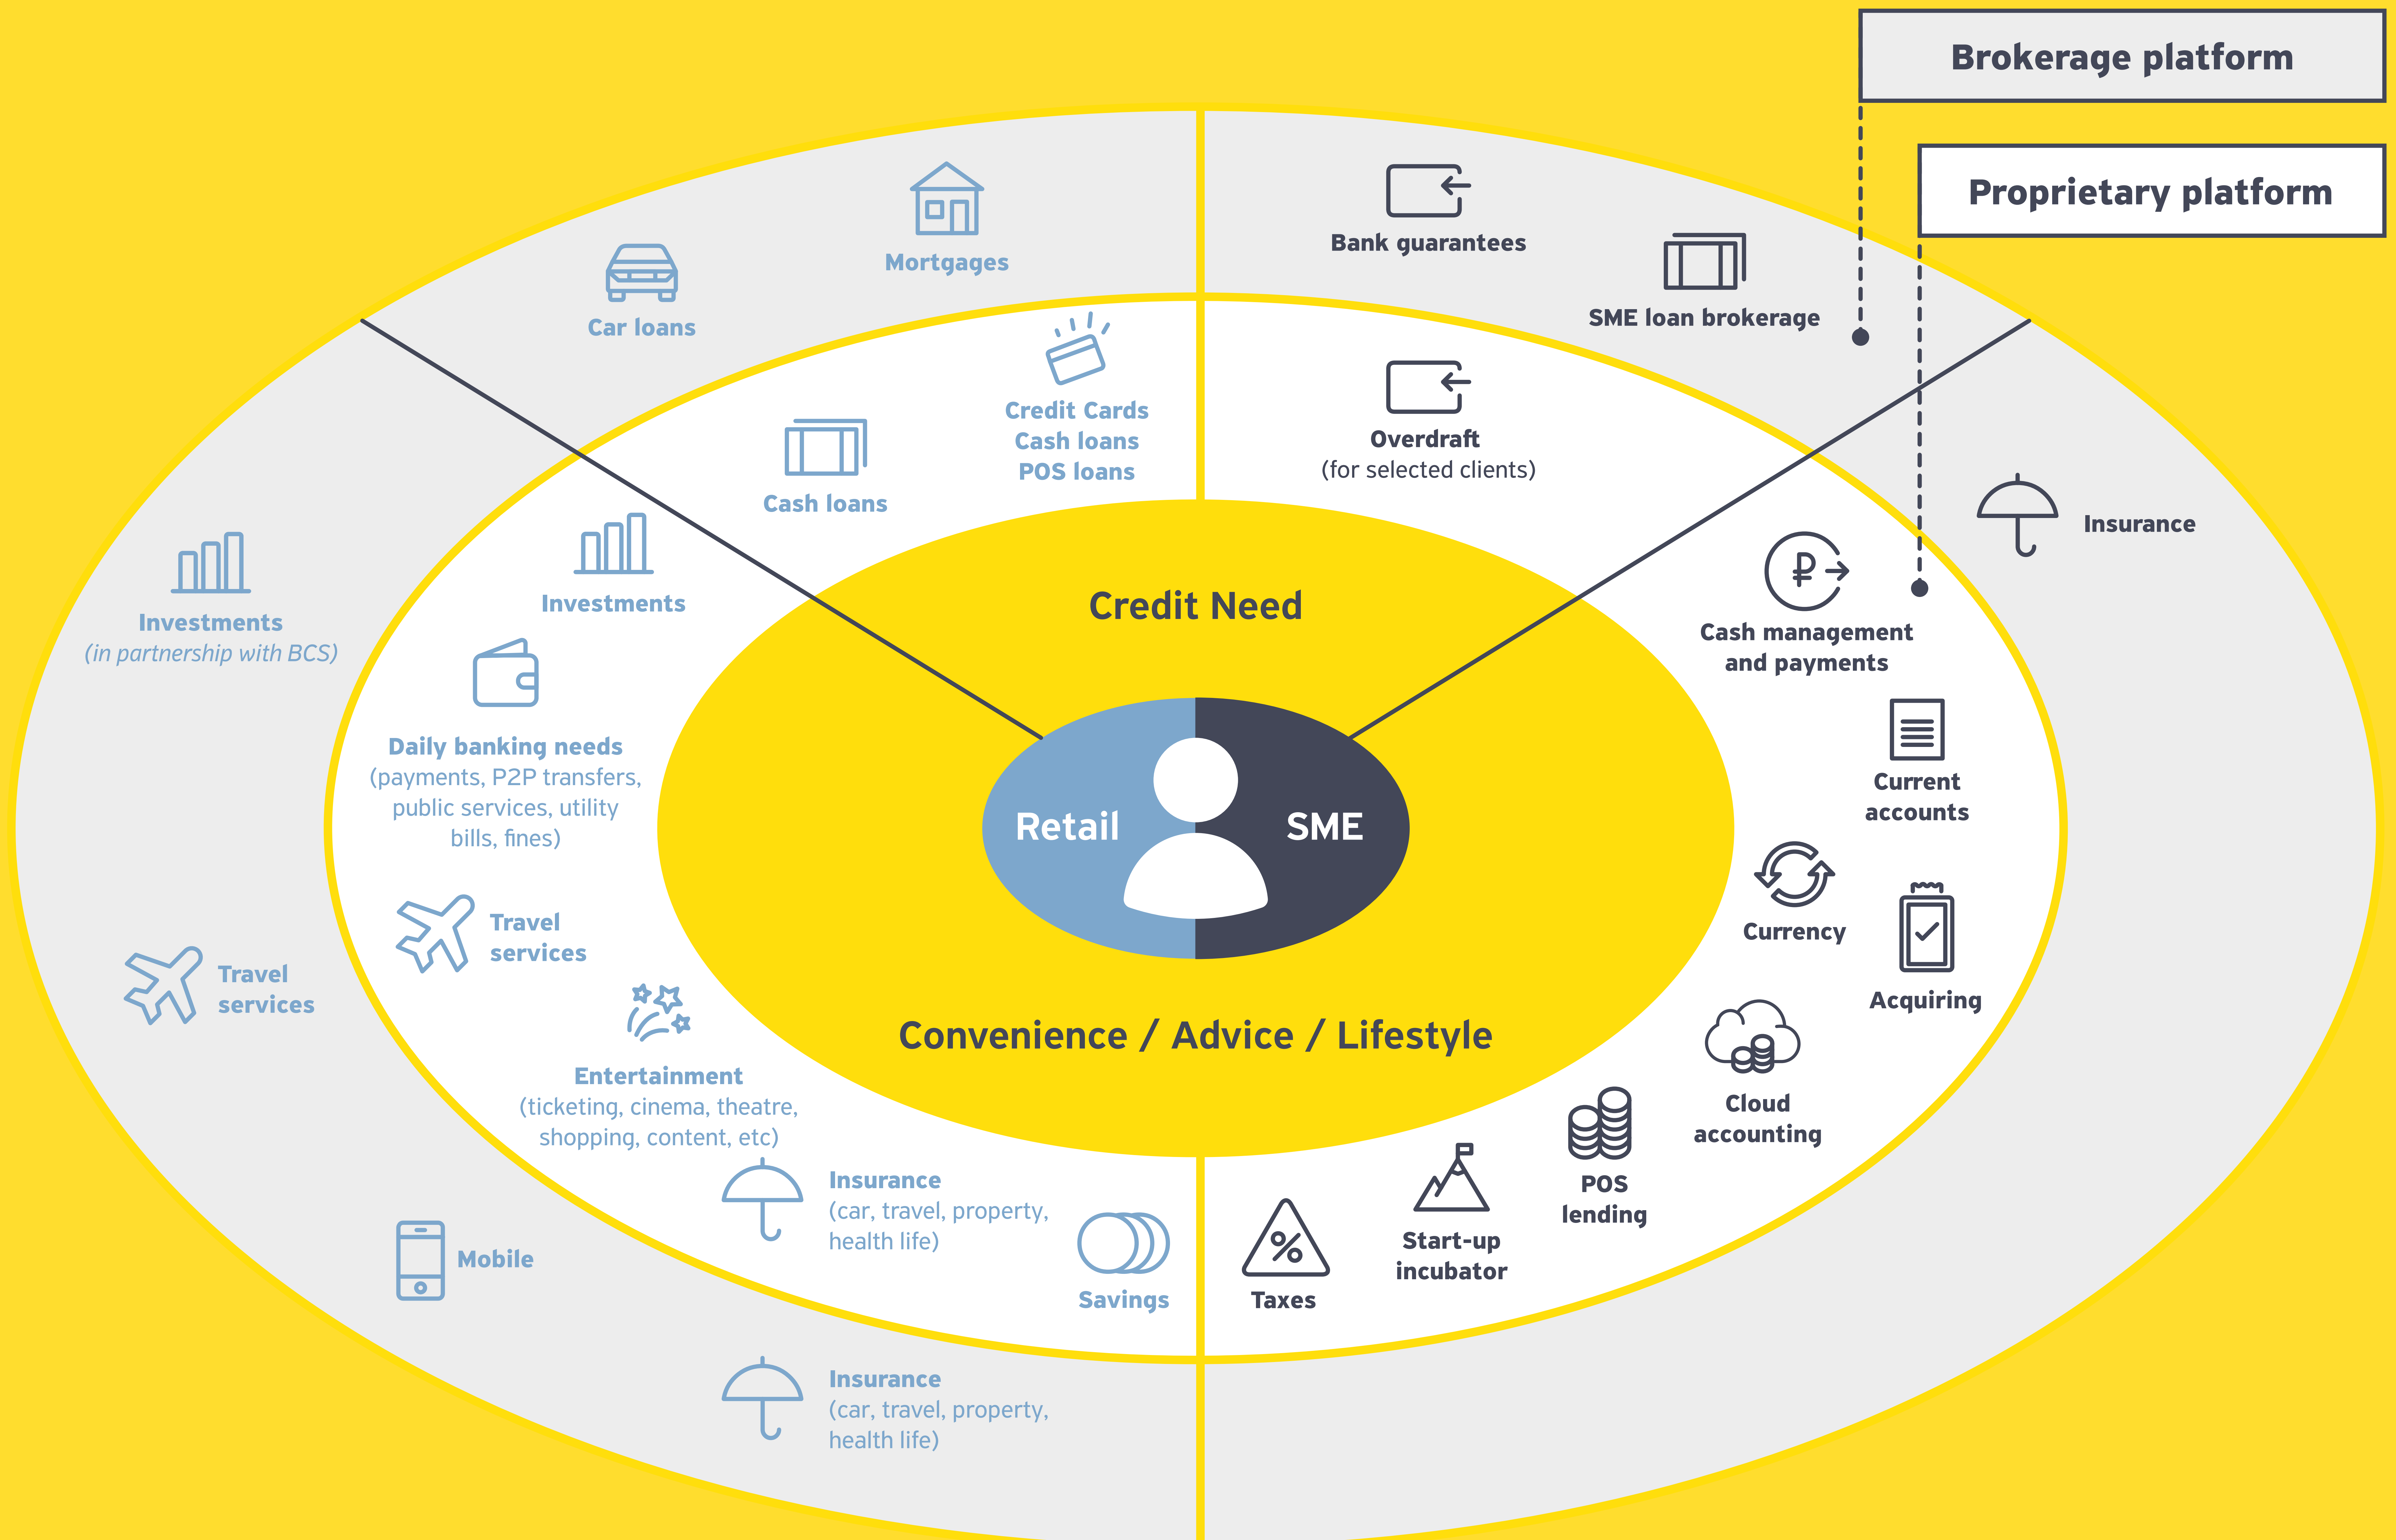 Brokerage platform
Proprietary platform
Mortgages
Car loans
Bank guarantees
SME loan brokerage
Credit Cards
Cash loans
POS loans
Cash loans
Overdraft
(for selected clients)
Insurance
Investments
(in partnership with BCS)
Investments
Credit Need
Cash management
and payments
Daily banking needs
(payments, P2P transfers,
public services, utility
bills, fines)
Current
accounts
Retail
SME
Travel
services
Travel
services
Currency
Acquiring
Convenience / Advice / Lifestyle
Entertainment
(ticketing, cinema, theatre,
shopping, content, etc)
Cloud
accounting
POS
lending
Insurance
(car, travel, property,
health life)
Start-up
incubator
Savings
Taxes
Mobile
Insurance
(car, travel, property,
health life)